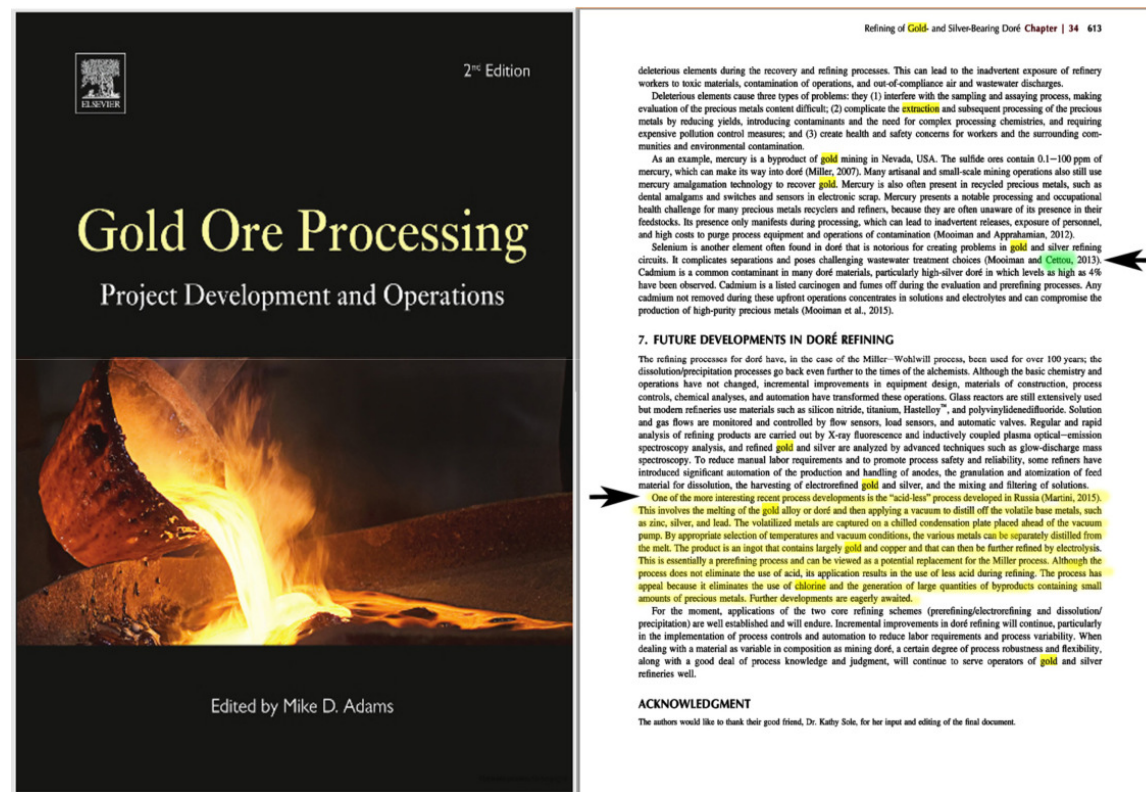 ELSEVIER
2nd Edition
Gold Ore Processing
Project Development and Operations
Edited by Mike D. Adams
Refining of Gold- and Silver-Bearing Doré Chapter | 34 613
deleterious elements during the recovery and refining processes. This can lead to the inadvertent exposure of refinery
workers to toxic materials, contamination of operations, and out-of-compliance air and wastewater discharges.
Deleterious elements cause three types of problems: they (1) interfere with the sampling and assaying process, making
evaluation of the precious metals content difficult; (2) complicate the extraction and subsequent processing of the precious
metals by reducing yields, introducing contaminants and the need for complex processing chemistries, and requiring
expensive pollution control measures; and (3) create health and safety concerns for workers and the surrounding com-
munities and environmental contamination.
As an example, mercury is a byproduct of gold mining in Nevada, USA. The sulfide ores contain 0.1–100 ppm of
mercury, which can make its way into doré (Miller, 2007). Many artisanal and small-scale mining operations also still use
mercury amalgamation technology to recover gold. Mercury is also often present in recycled precious metals, such as
dental amalgams and switches and sensors in electronic scrap. Mercury presents a notable processing and occupational
health challenge for many precious metals recyclers and refiners, because they are often unaware of its presence in their
feedstocks. Its presence only manifests during processing, which can lead to inadvertent releases, exposure of personnel,
and high costs to purge process equipment and operations of contamination (Mooiman and Apprahamian, 2012).
Selenium is another element often found in doré that is notorious for creating problems in gold and silver refining
circuits. It complicates separations and poses challenging wastewater treatment choices (Mooiman and Cettou, 2013).
Cadmium is a common contaminant in many doré materials, particularly high-silver doré in which levels as high as 4%
have been observed. Cadmium is a listed carcinogen and fumes off during the evaluation and prerefining processes. Any
cadmium not removed during these upfront operations concentrates in solutions and electrolytes and can compromise the
production of high-purity precious metals (Mooiman et al., 2015).
7. FUTURE DEVELOPMENTS IN DORÉ REFINING
The refining processes for doré have, in the case of the Miller–Wohlwill process, been used for over 100 years; the
dissolution/precipitation processes go back even further to the times of the alchemists. Although the basic chemistry and
operations have not changed, incremental improvements in equipment design, materials of construction, process
controls, chemical analyses, and automation have transformed these operations. Glass reactors are still extensively used
but modern refineries use materials such as silicon nitride, titanium, Hastelloy™, and polyvinylidenedifluoride. Solution
and gas flows are monitored and controlled by flow sensors, load sensors, and automatic valves. Regular and rapid
analysis of refining products are carried out by X-ray fluorescence and inductively coupled plasma optical–emission
spectroscopy analysis, and refined gold and silver are analyzed by advanced techniques such as glow-discharge mass
spectroscopy. To reduce manual labor requirements and to promote process safety and reliability, some refiners have
introduced significant automation of the production and handling of anodes, the granulation and atomization of feed
material for dissolution, the harvesting of electrorefined gold and silver, and the mixing and filtering of solutions.
One of the more interesting recent process developments is the "acid-less" process developed in Russia (Martini, 2015).
This involves the melting of the gold alloy or doré and then applying a vacuum to distill off the volatile base metals, such
as zinc, silver, and lead. The volatilized metals are captured on a chilled condensation plate placed ahead of the vacuum
pump. By appropriate selection of temperatures and vacuum conditions, the various metals can be separately distilled from
the melt. The product is an ingot that contains largely gold and copper and that can then be further refined by electrolysis.
This is essentially a prerefining process and can be viewed as a potential replacement for the Miller process. Although the
process does not eliminate the use of acid, its application results in the use of less acid during refining. The process has
appeal because it eliminates the use of chlorine and the generation of large quantities of byproducts containing small
amounts of precious metals. Further developments are eagerly awaited.
For the moment, applications of the two core refining schemes (prerefining/electrorefining and dissolution/
precipitation) are well established and will endure. Incremental improvements in doré refining will continue, particularly
in the implementation of process controls and automation to reduce labor requirements and process variability. When
dealing with a material as variable in composition as mining doré, a certain degree of process robustness and flexibility,
along with a good deal of process knowledge and judgment, will continue to serve operators of gold and silver
refineries well.
ACKNOWLEDGMENT
The authors would like to thank their good friend, Dr. Kathy Sole, for her input and editing of the final document.